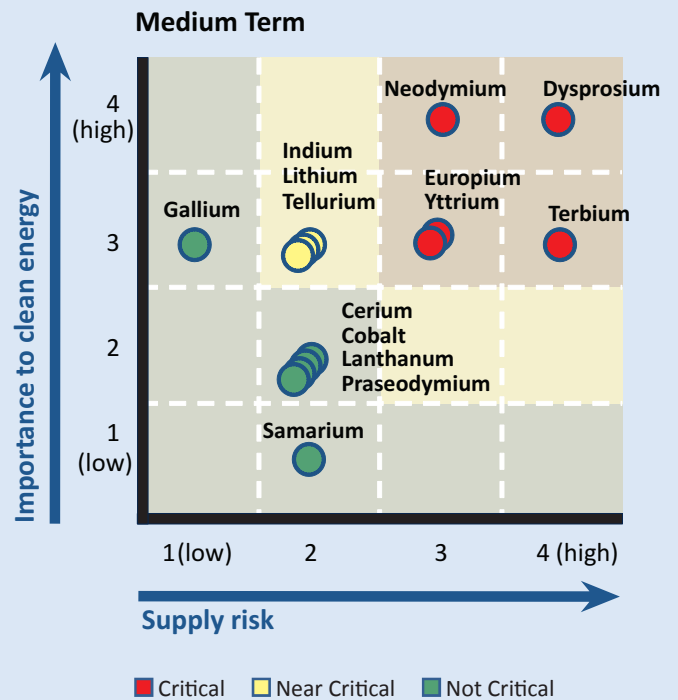 Medium Term
Importance to clean energy
4
(high)
3
2
1
(low)
Neodymium
Dysprosium
Indium
Lithium
Tellurium
Europium
Yttrium
Gallium
Terbium
Cerium
Cobalt
Lanthanum
Praseodymium
Samarium
1 (low)
2
3
4 (high)
Supply risk
Critical
Near Critical
Not Critical